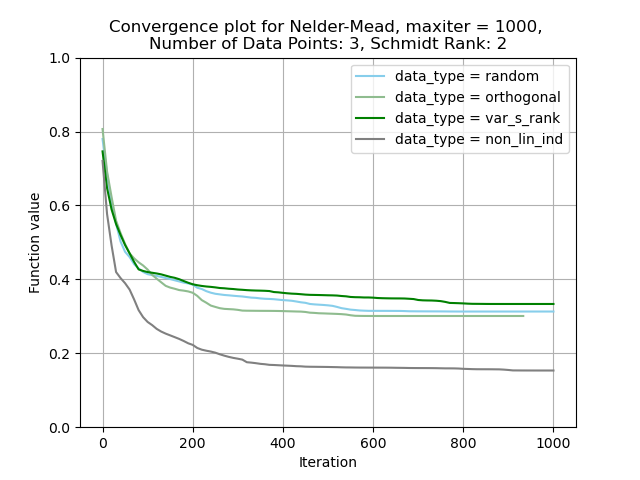 Convergence plot for Nelder-Mead, maxiter = 1000,
Number of Data Points: 3, Schmidt Rank: 2
data_type = random
data_type = orthogonal
data_type = var_s_rank
data_type = non_lin_ind
Function value
1.0
0.8
0.6
0.4
0.2
0.0
0 200 400 600 800 1000
Iteration